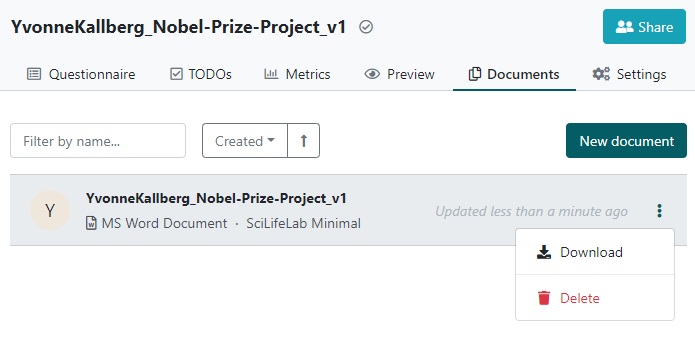 YvonneKallberg_Nobel-Prize-Project_v1
Share
Questionnaire TODOs Metrics Preview Documents Settings
Filter by name... Created New document
Y
YvonneKallberg_Nobel-Prize-Project_v1
MS Word Document · SciLifeLab Minimal
Updated less than a minute ago
Download
Delete